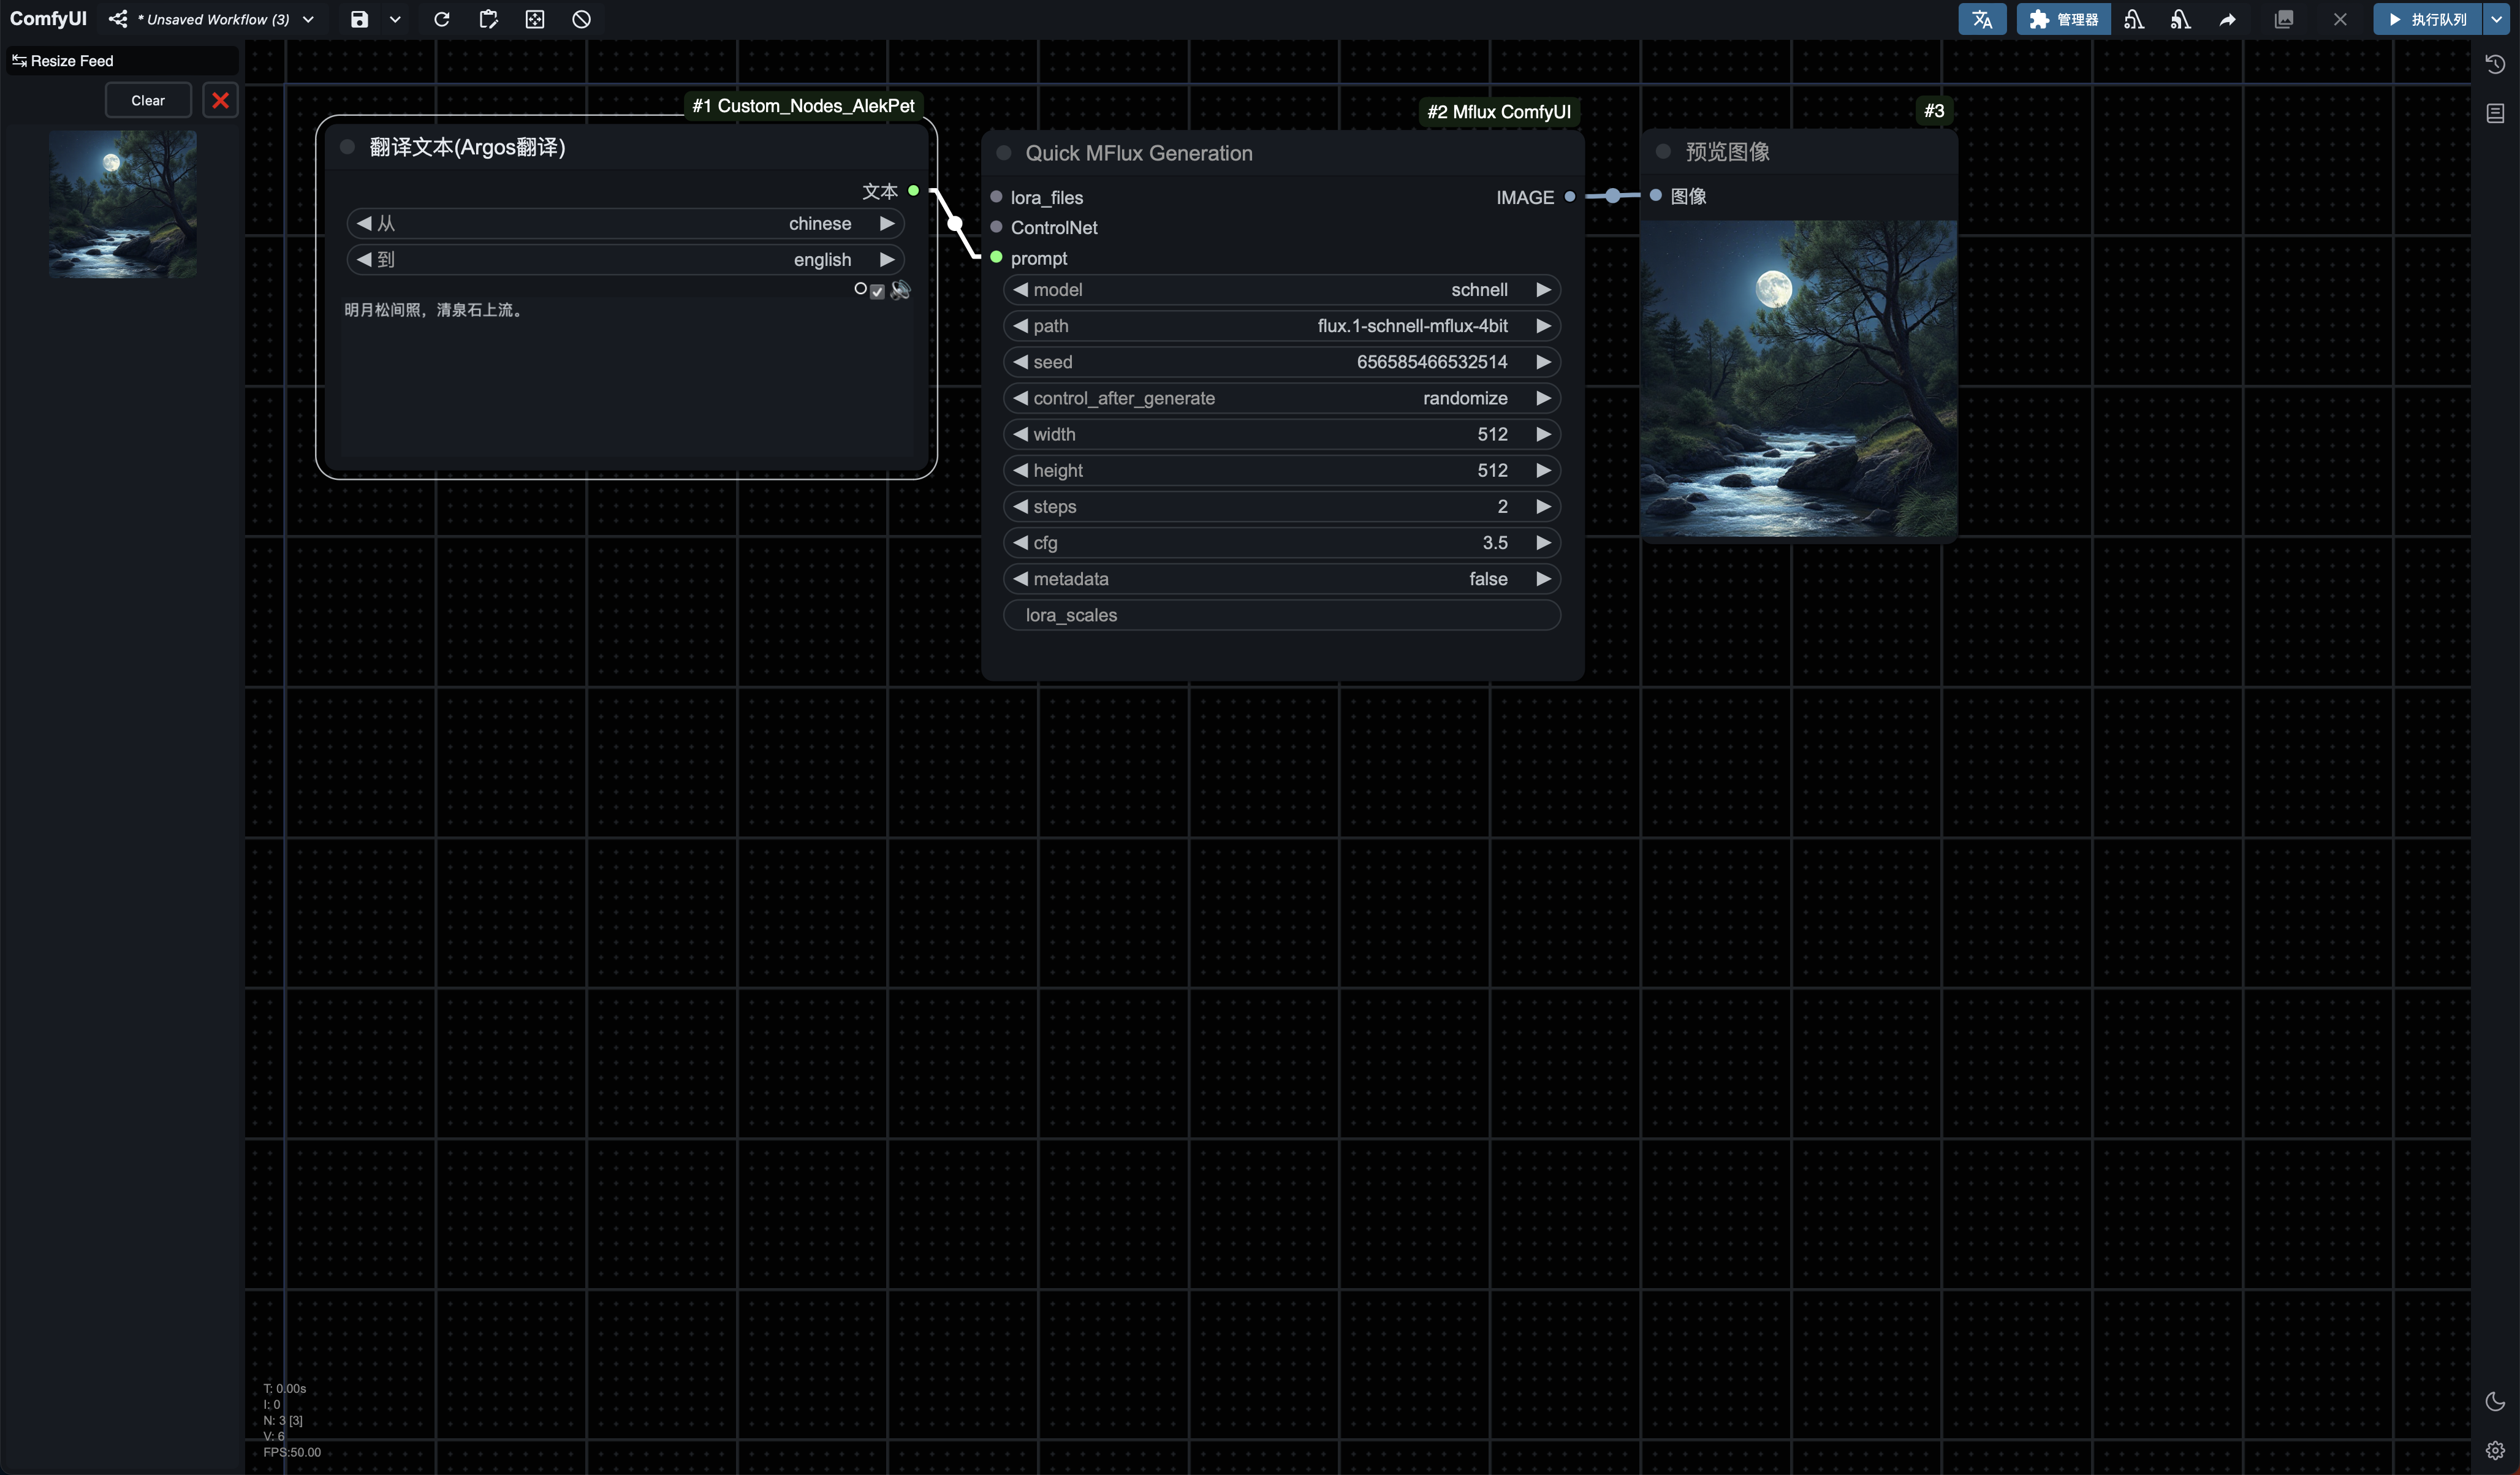 ComfyUI
* Unsaved Workflow (3)
管理器
执行队列
Resize Feed
Clear
#1 Custom_Nodes_AlekPet
翻译文本(Argos翻译)
文本
从 chinese
到 english
明月松间照，清泉石上流。
#2 Mflux ComfyUI
Quick MFlux Generation
lora_files IMAGE
ControlNet
prompt
model schnell
path flux.1-schnell-mflux-4bit
seed 656585466532514
control_after_generate randomize
width 512
height 512
steps 2
cfg 3.5
metadata false
lora_scales
#3
预览图像
图像
T: 0.00s
I: 0
N: 3 [3]
V: 6
FPS:50.00